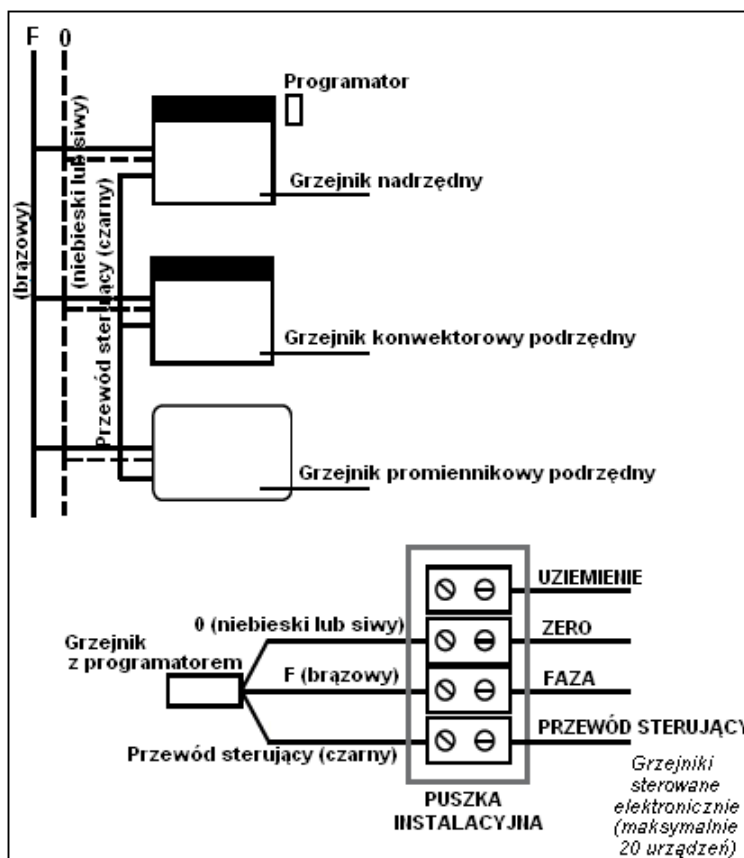 F 0
Programator
(niebieski lub siwy)
Grzejnik nadrzędny
(brązowy)
Przewód sterujący (czarny)
Grzejnik konwektorowy podrzędny
Grzejnik promiennikowy podrzędny
UZIEMIENIE
0 (niebieski lub siwy)
ZERO
Grzejnik
z programatorem
F (brązowy)
FAZA
PRZEWÓD STERUJĄCY
Przewód sterujący (czarny)
PUSZKA
INSTALACYJNA
Grzejniki
sterowane
elektronicznie
(maksymalnie
20 urządzeń)